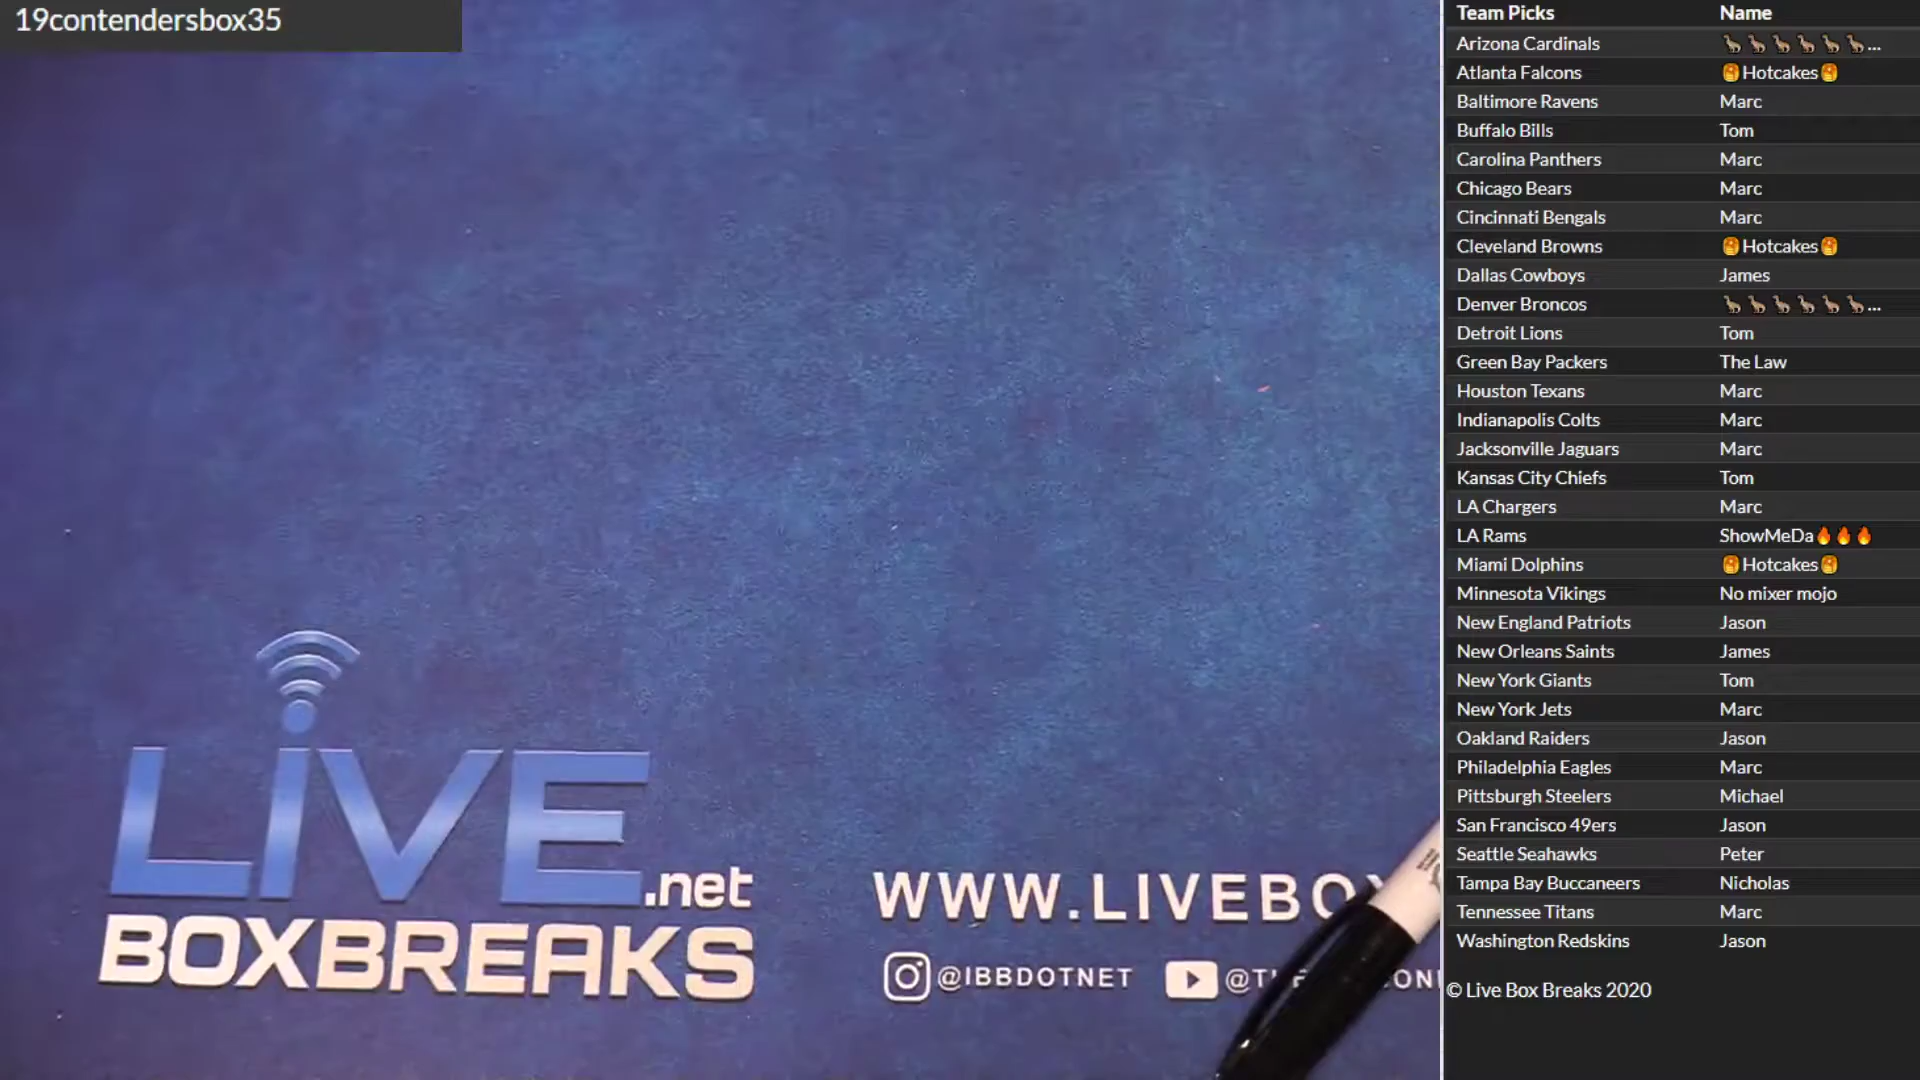 19contendersbox35
Team Picks Name
Arizona Cardinals 🦕🦕🦕🦕🦕🦕...
Atlanta Falcons 🥞Hotcakes🥞
Baltimore Ravens Marc
Buffalo Bills Tom
Carolina Panthers Marc
Chicago Bears Marc
Cincinnati Bengals Marc
Cleveland Browns 🥞Hotcakes🥞
Dallas Cowboys James
Denver Broncos 🦕🦕🦕🦕🦕🦕...
Detroit Lions Tom
Green Bay Packers The Law
Houston Texans Marc
Indianapolis Colts Marc
Jacksonville Jaguars Marc
Kansas City Chiefs Tom
LA Chargers Marc
LA Rams ShowMeDa🔥🔥🔥
Miami Dolphins 🥞Hotcakes🥞
Minnesota Vikings No mixer mojo
New England Patriots Jason
New Orleans Saints James
New York Giants Tom
New York Jets Marc
Oakland Raiders Jason
Philadelphia Eagles Marc
Pittsburgh Steelers Michael
San Francisco 49ers Jason
Seattle Seahawks Peter
Tampa Bay Buccaneers Nicholas
Tennessee Titans Marc
Washington Redskins Jason
© Live Box Breaks 2020
LIVE.net
BOXBREAKS
WWW.LIVEBO
@IBBDOTNET